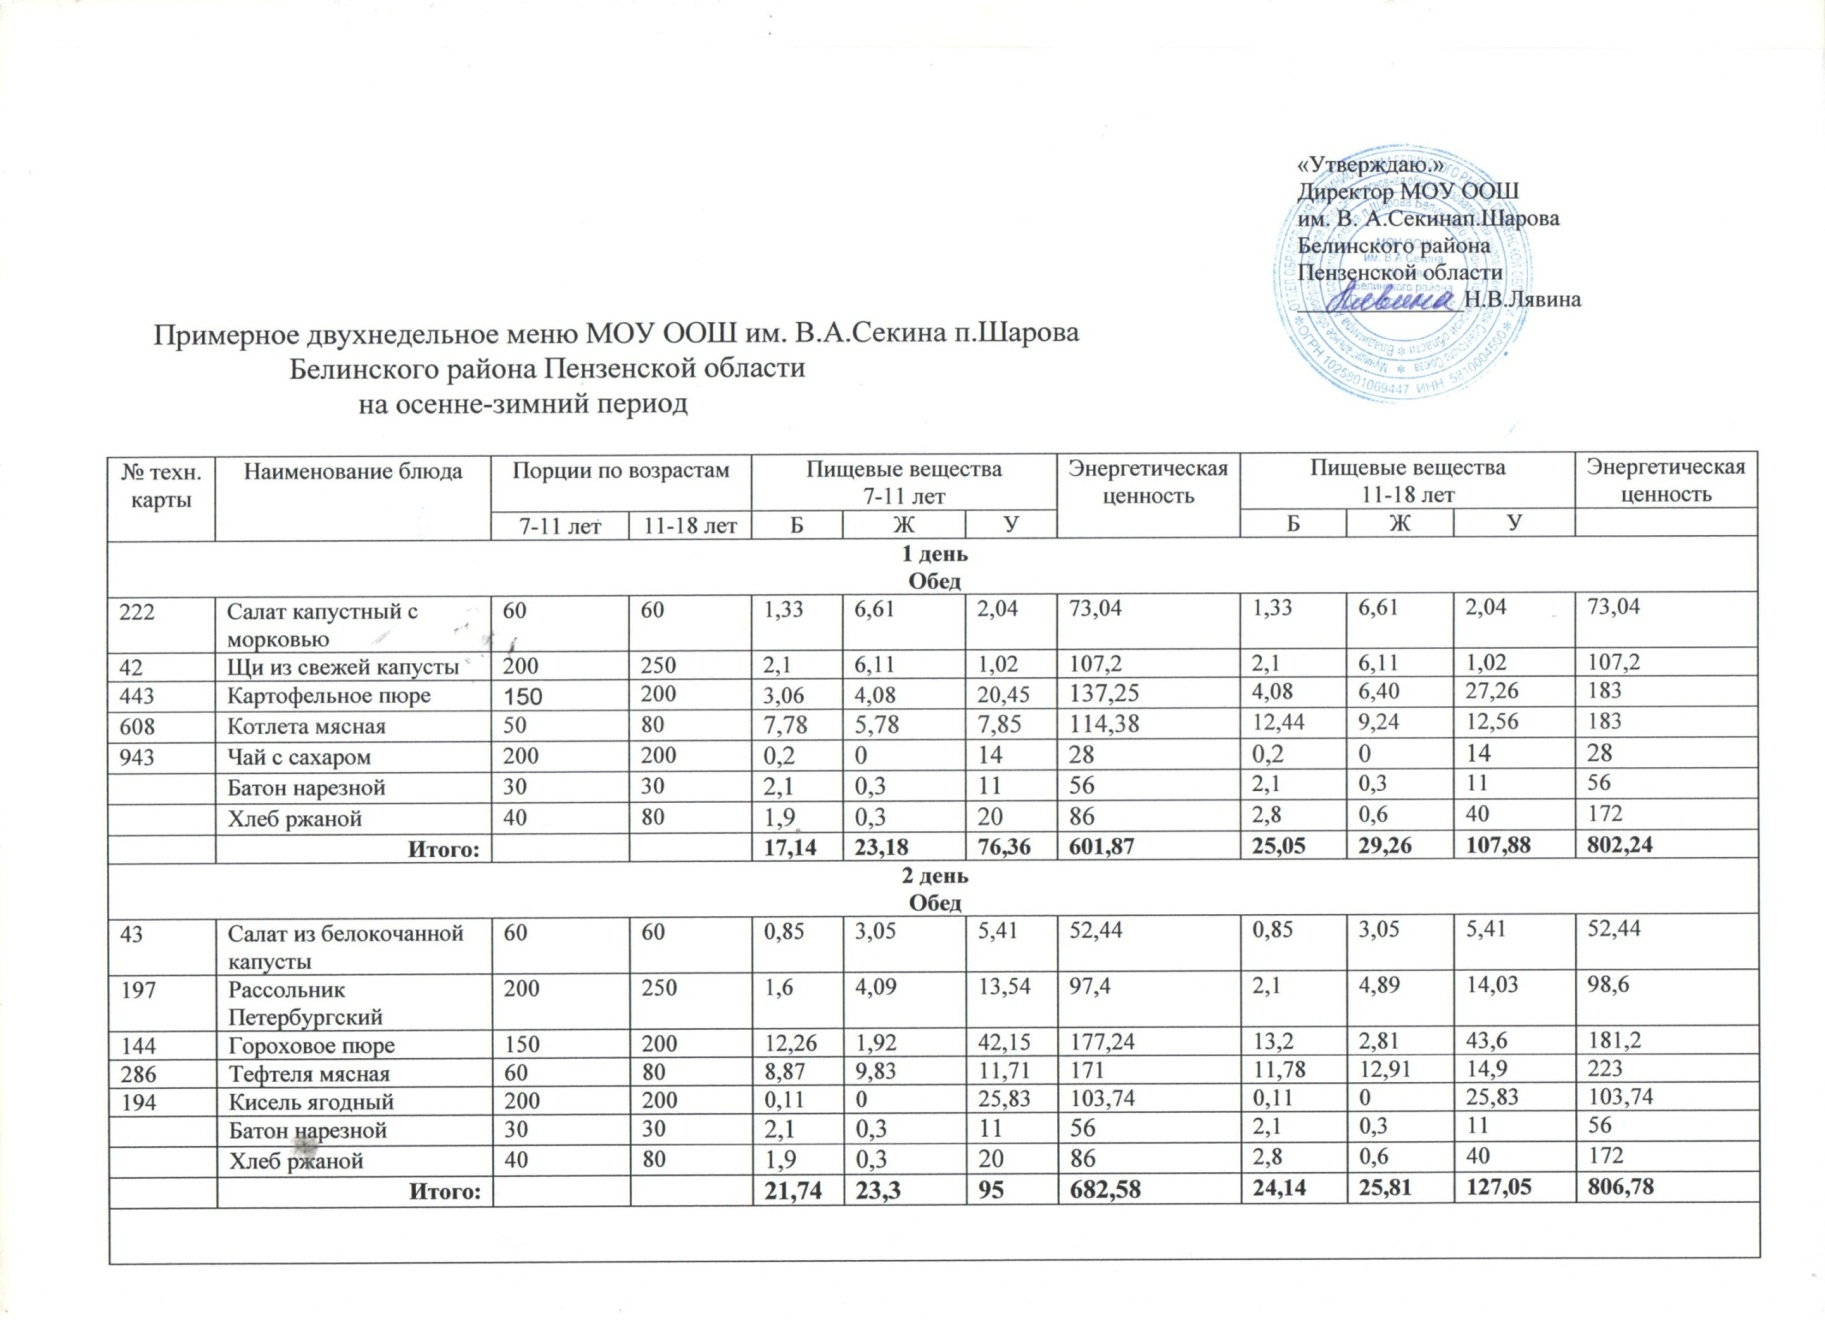 «Утверждаю.»
Директор МОУ ООШ
им. В. А.Секинап.Шарова
Белинского района
Пензенской области
Н.В.Лявина
Примерное двухнедельное меню МОУ ООШ им. В.А.Секина п.Шарова
Белинского района Пензенской области
на осенне-зимний период
№ техн. карты Наименование блюда Порции по возрастам Пищевые вещества 7-11 лет Энергетическая ценность Пищевые вещества 11-18 лет Энергетическая ценность
7-11 лет 11-18 лет Б Ж У Б Ж У
1 день
Обед
222 Салат капустный с морковью 60 60 1,33 6,61 2,04 73,04 1,33 6,61 2,04 73,04
42 Щи из свежей капусты 200 250 2,1 6,11 1,02 107,2 2,1 6,11 1,02 107,2
443 Картофельное пюре 150 200 3,06 4,08 20,45 137,25 4,08 6,40 27,26 183
608 Котлета мясная 50 80 7,78 5,78 7,85 114,38 12,44 9,24 12,56 183
943 Чай с сахаром 200 200 0,2 0 14 28 0,2 0 14 28
Батон нарезной 30 30 2,1 0,3 11 56 2,1 0,3 11 56
Хлеб ржаной 40 80 1,9 0,3 20 86 2,8 0,6 40 172
Итого: 17,14 23,18 76,36 601,87 25,05 29,26 107,88 802,24
2 день
Обед
43 Салат из белокочанной капусты 60 60 0,85 3,05 5,41 52,44 0,85 3,05 5,41 52,44
197 Рассольник Петербургский 200 250 1,6 4,09 13,54 97,4 2,1 4,89 14,03 98,6
144 Гороховое пюре 150 200 12,26 1,92 42,15 177,24 13,2 2,81 43,6 181,2
286 Тефтеля мясная 60 80 8,87 9,83 11,71 171 11,78 12,91 14,9 223
194 Кисель ягодный 200 200 0,11 0 25,83 103,74 0,11 0 25,83 103,74
Батон нарезной 30 30 2,1 0,3 11 56 2,1 0,3 11 56
Хлеб ржаной 40 80 1,9 0,3 20 86 2,8 0,6 40 172
Итого: 21,74 23,3 95 682,58 24,14 25,81 127,05 806,78
ОГРН 1025801069447 ИНН 5810004500